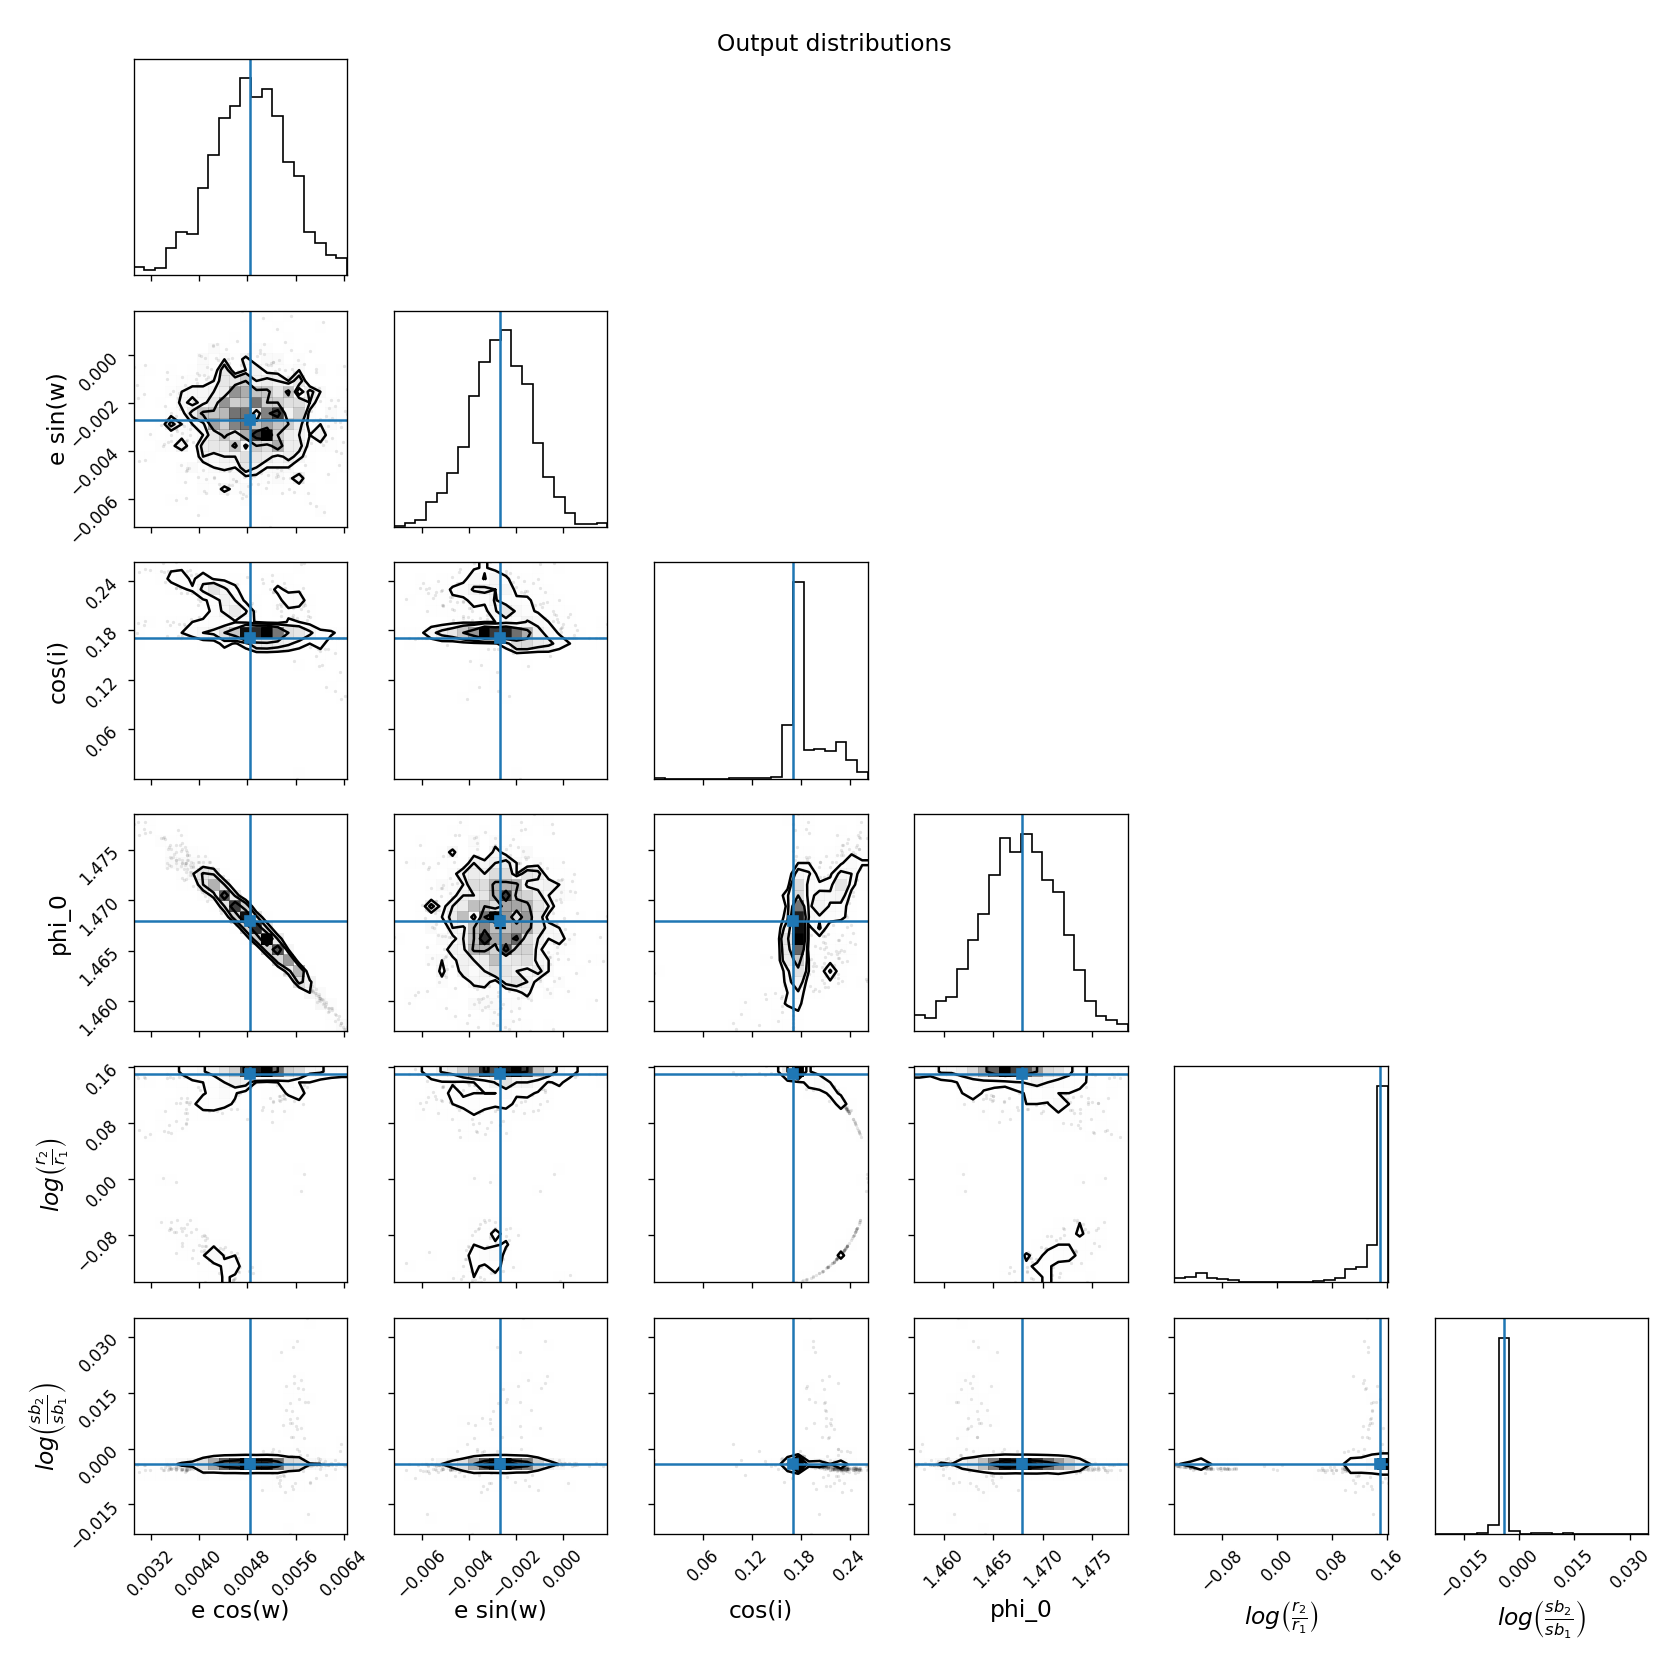 Output distributions
e sin(w)
0.000
−0.002
−0.004
−0.006
cos(i)
0.24
0.18
0.12
0.06
phi_0
1.475
1.470
1.465
1.460
log(r2/r1)
0.16
0.08
0.00
−0.08
log(sb2/sb1)
0.030
0.015
0.000
−0.015
0.0032 0.0040 0.0048 0.0056 0.0064
e cos(w)
−0.006 −0.004 −0.002 0.000
e sin(w)
0.06 0.12 0.18 0.24
cos(i)
1.460 1.465 1.470 1.475
phi_0
−0.08 0.00 0.08 0.16
log(r2/r1)
−0.015 0.000 0.015 0.030
log(sb2/sb1)